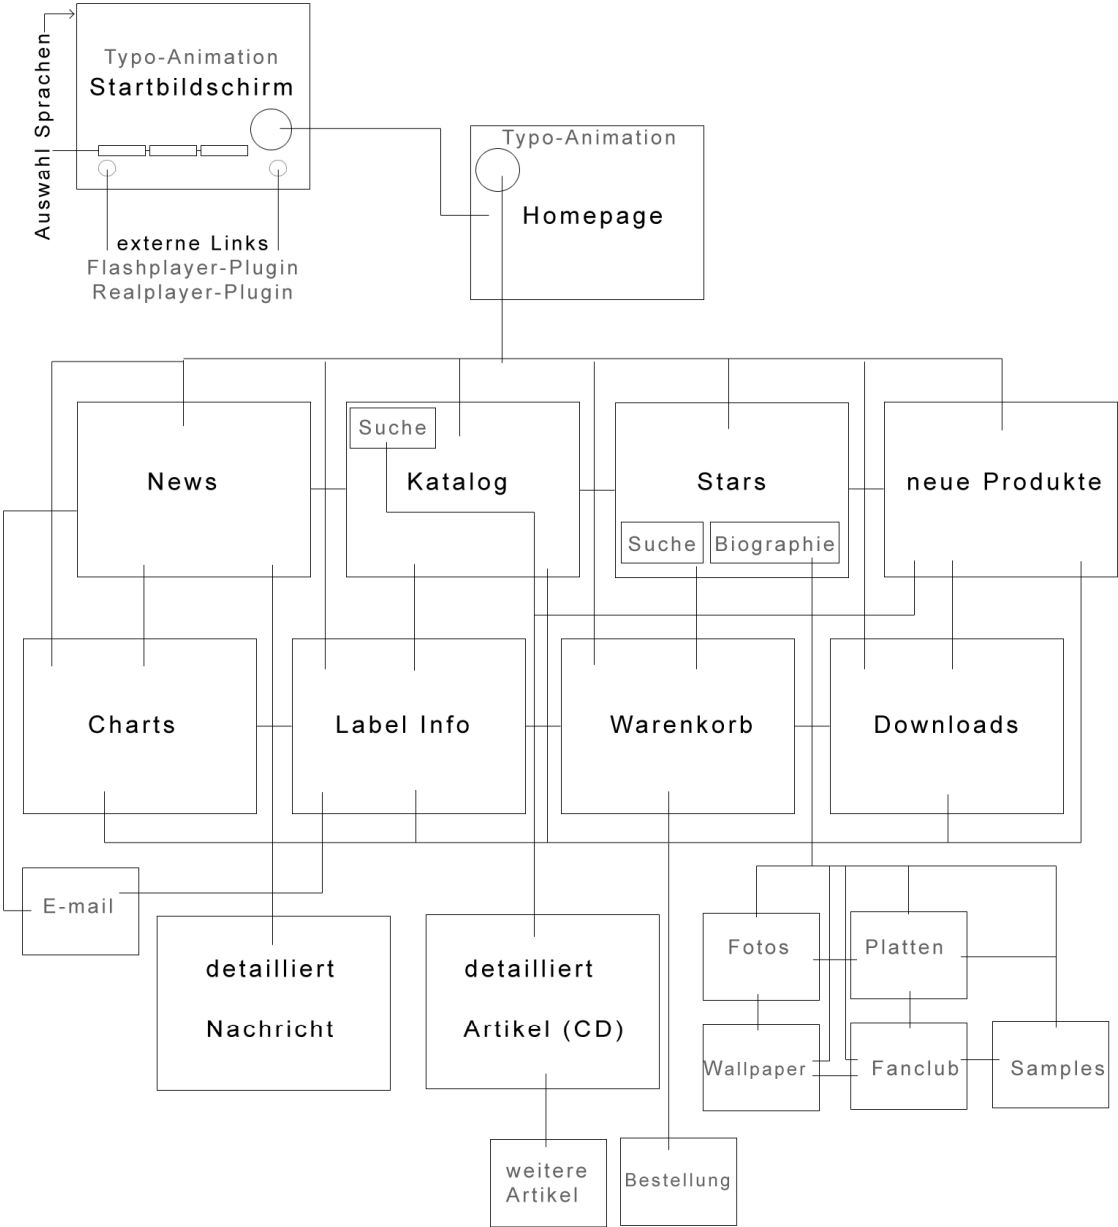 Auswahl Sprachen
Typo-Animation
Startbildschirm
externe Links
Flashplayer-Plugin
Realplayer-Plugin
Typo-Animation
Homepage
News
Suche
Katalog
Stars
Suche
Biographie
neue Produkte
Charts
Label Info
Warenkorb
Downloads
E-mail
detailliert
Nachricht
detailliert
Artikel (CD)
Fotos
Platten
Wallpaper
Fanclub
Samples
weitere
Artikel
Bestellung